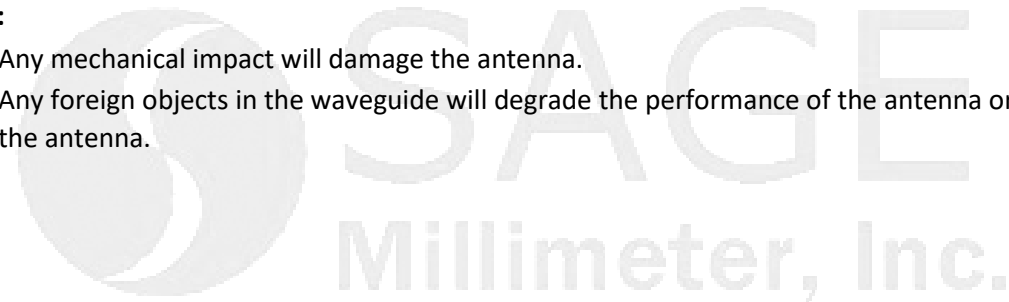 :
Any mechanical impact will damage the antenna.
Any foreign objects in the waveguide will degrade the performance of the antenna or
the antenna.
SAGE
Millimeter, Inc.